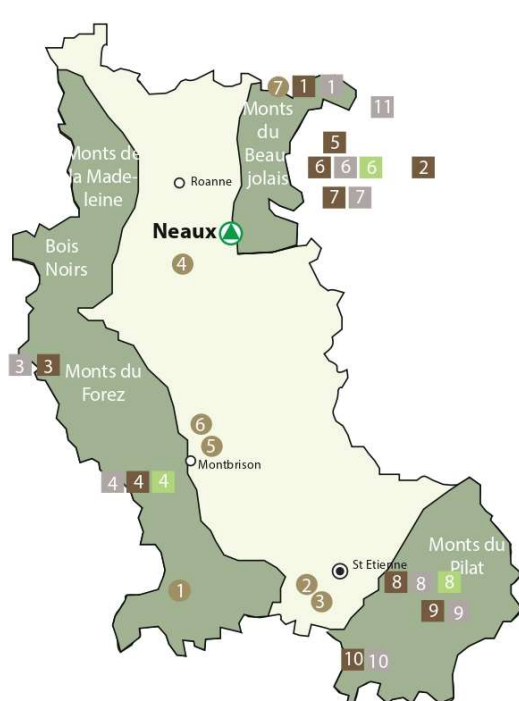 7 1 1
11
Monts
du
Beau
jolais
5
6 6 6 2
7 7
Monts de
la Made-
leine
Roanne
Neaux
Bois
Noirs
4
3 3
Monts du
Forez
6
5
Montbrison
4 4 4
St Etienne
Monts du
Pilat
1
2
3
8 8 8
9 9
10 10